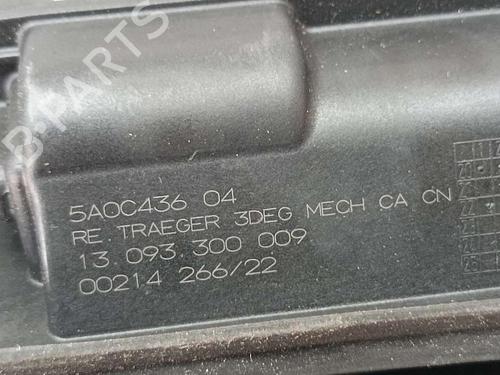 B-PARTS
5A0C436 04
RE. TRAEGER 3DEG MECH CA CN
13 093 300 009
00214 266/22